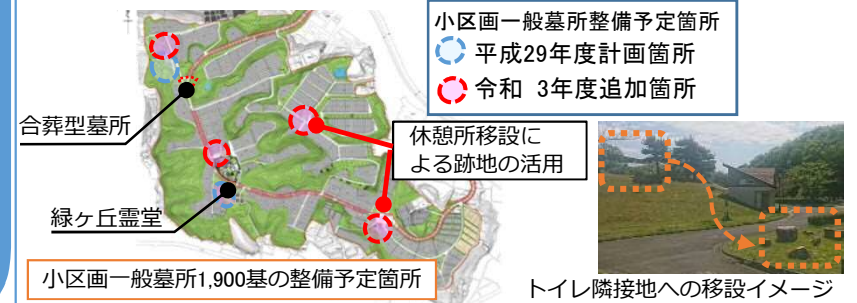 小区画一般墓所整備予定箇所
平成29年度計画箇所
令和 3年度追加箇所
合葬型墓所
休憩所移設に
よる跡地の活用
緑ヶ丘霊堂
小区画一般墓所1,900基の整備予定箇所
トイレ隣接地への移設イメージ